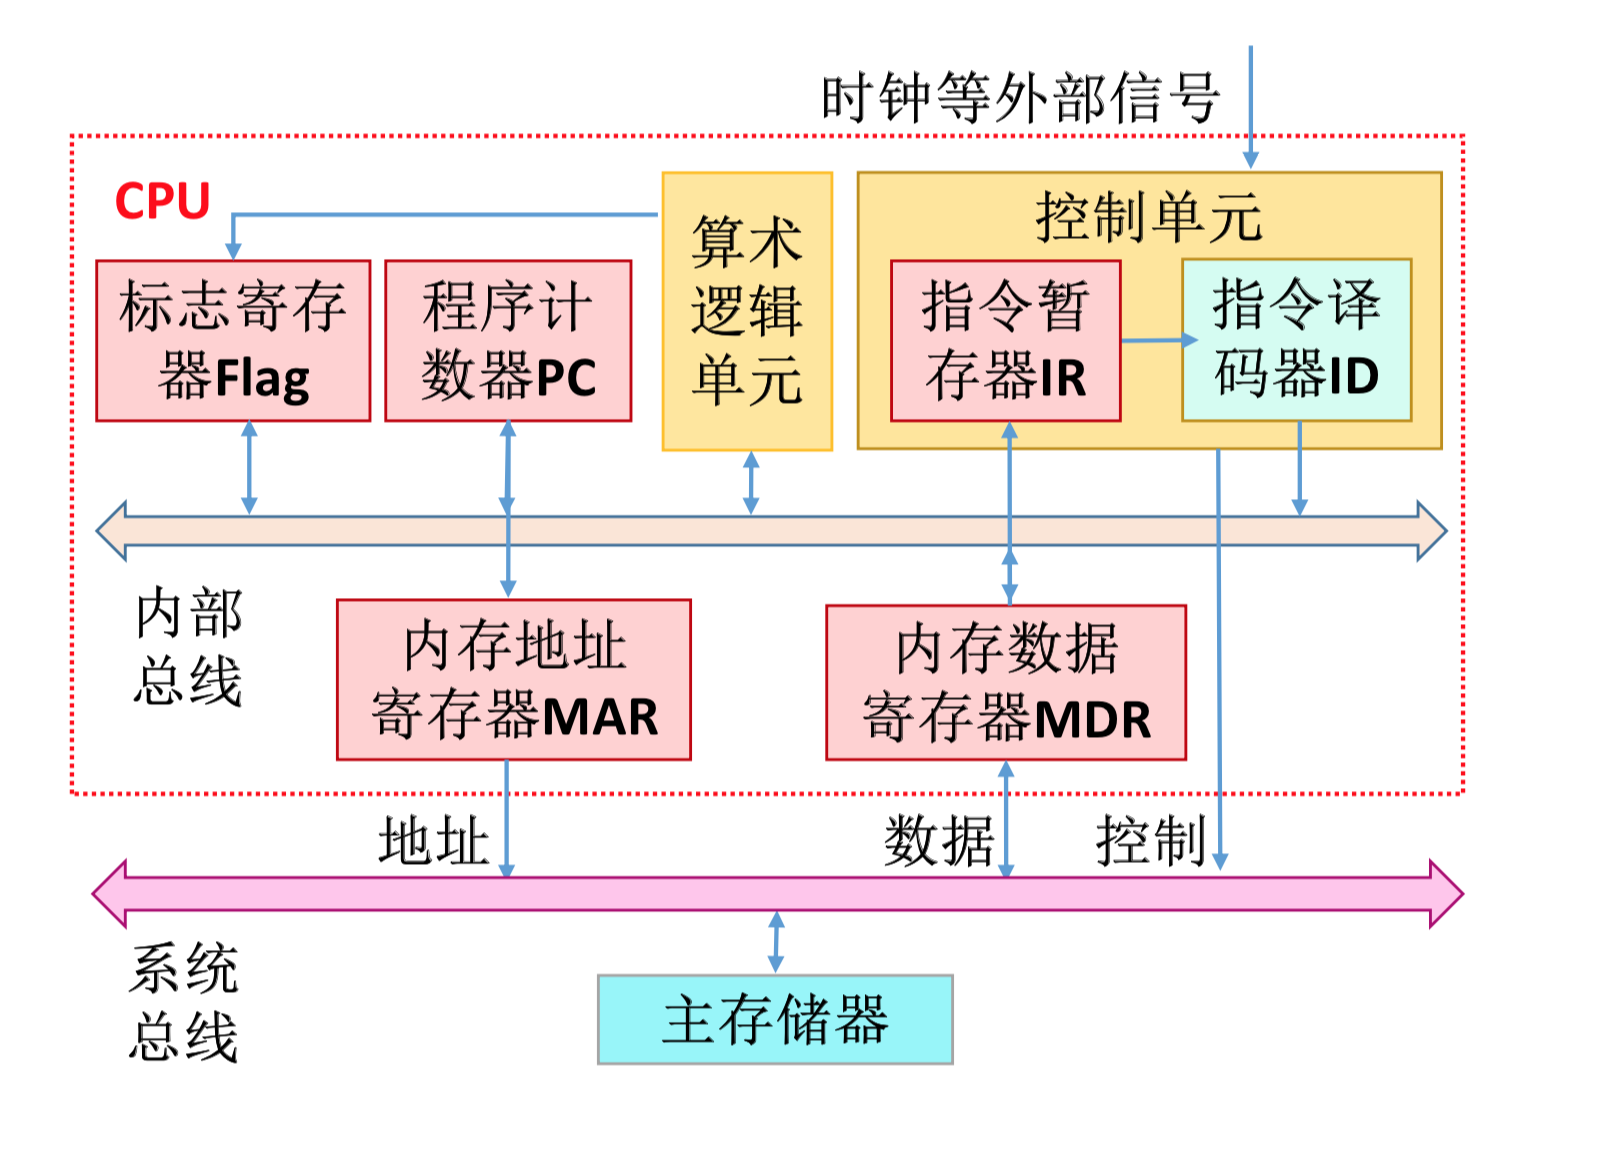 时钟等外部信号
CPU
标志寄存
器Flag
程序计
数器PC
算术
逻辑
单元
控制单元
指令暂
存器IR
指令译
码器ID
内部
总线
内存地址
寄存器MAR
内存数据
寄存器MDR
地址
数据
控制
系统
总线
主存储器